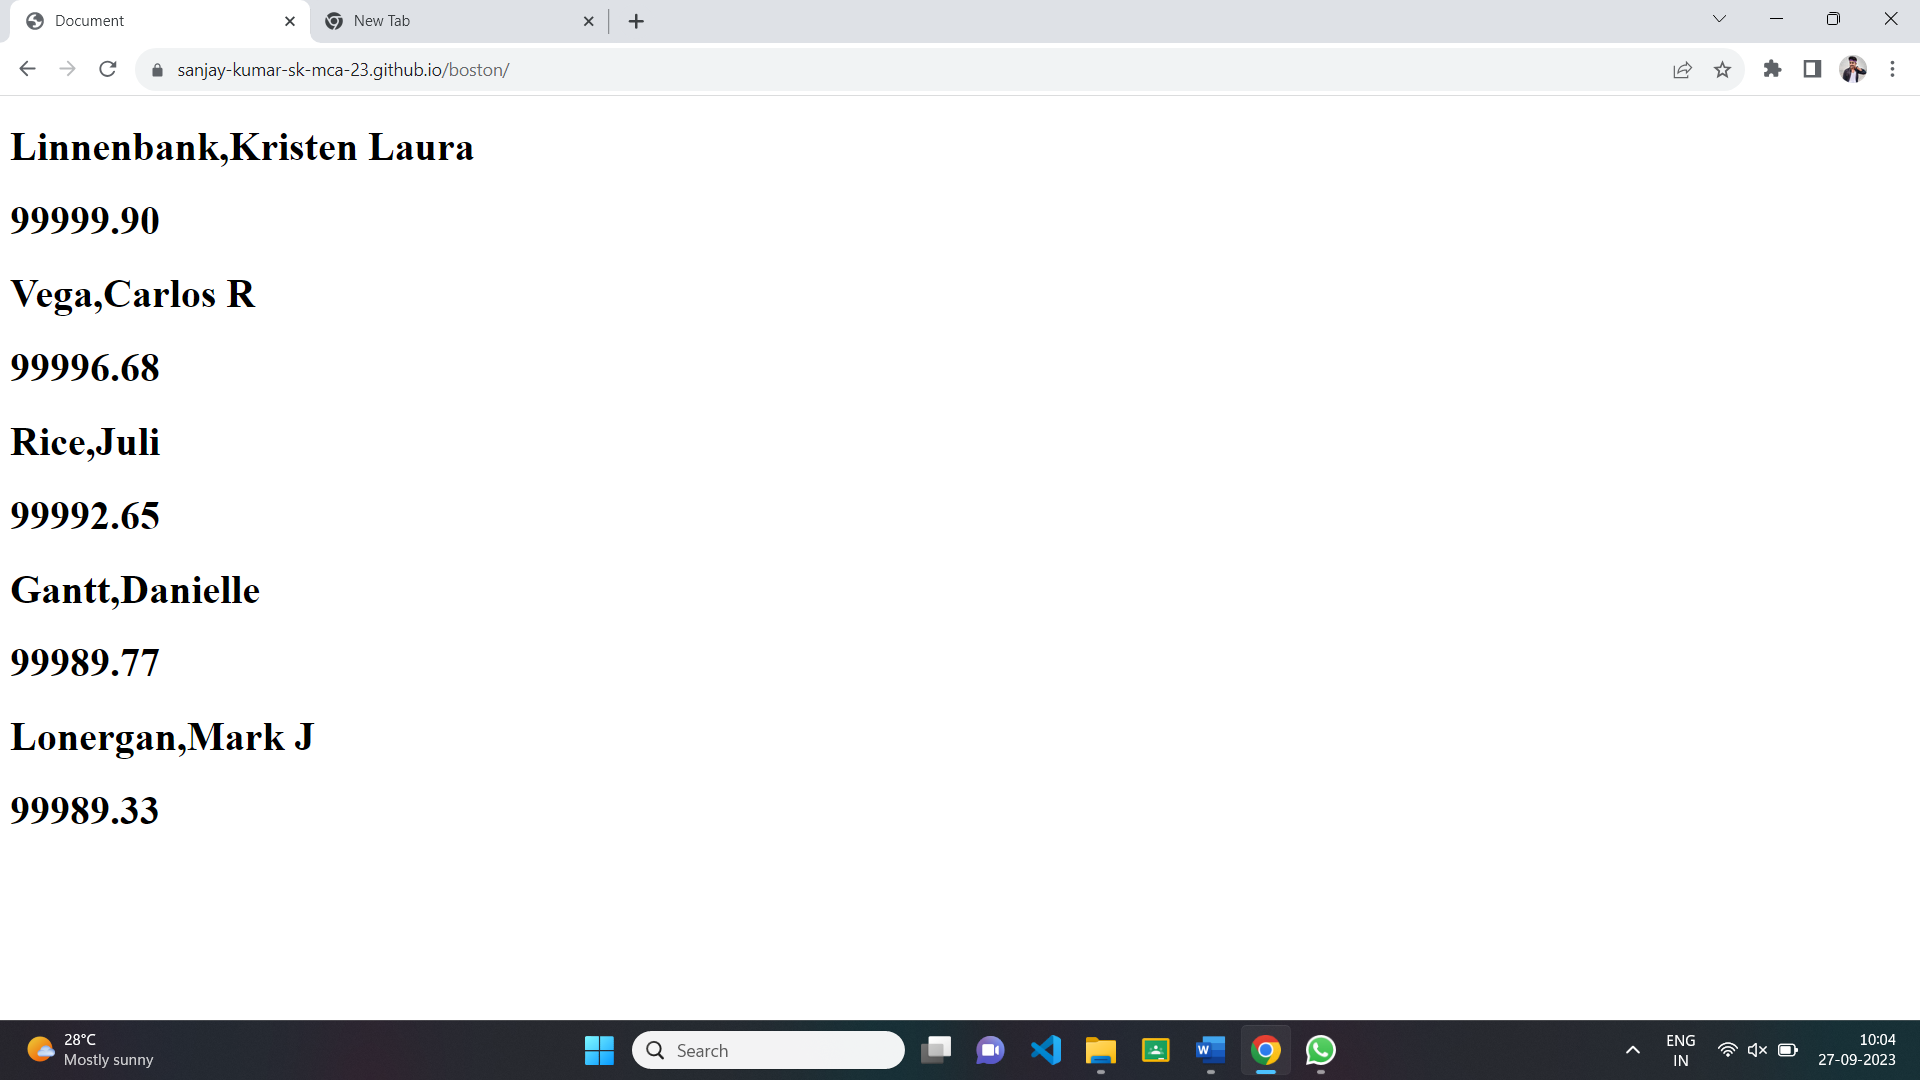 Document
New Tab
sanjay-kumar-sk-mca-23.github.io/boston/
Linnenbank,Kristen Laura
99999.90
Vega,Carlos R
99996.68
Rice,Juli
99992.65
Gantt,Danielle
99989.77
Lonergan,Mark J
99989.33
28°C
Mostly sunny
Search
W
ENG
IN
10:04
27-09-2023